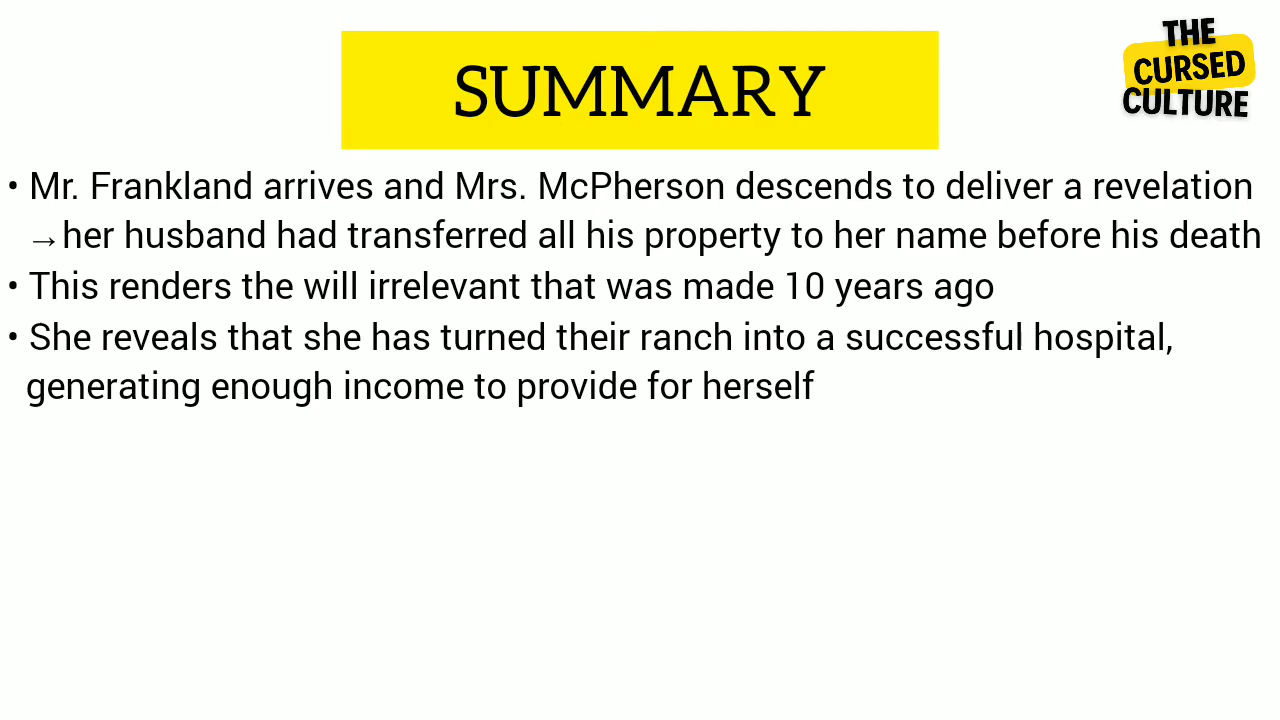 SUMMARY
THE
CURSED
CULTURE
• Mr. Frankland arrives and Mrs. McPherson descends to deliver a revelation
→her husband had transferred all his property to her name before his death
• This renders the will irrelevant that was made 10 years ago
• She reveals that she has turned their ranch into a successful hospital,
generating enough income to provide for herself